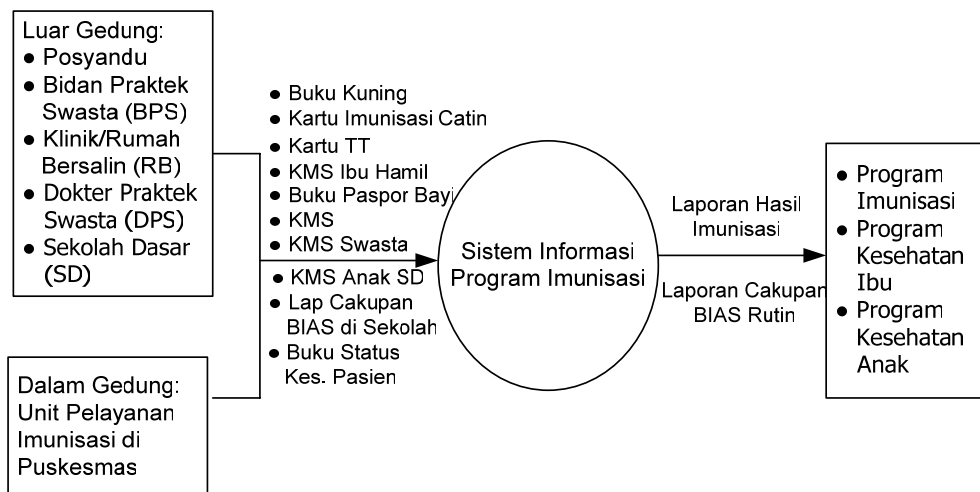 Luar Gedung:
● Posyandu
● Bidan Praktek
Swasta (BPS)
● Klinik/Rumah
Bersalin (RB)
● Dokter Praktek
Swasta (DPS)
● Sekolah Dasar
(SD)
Dalam Gedung:
Unit Pelayanan
Imunisasi di
Puskesmas
● Buku Kuning
● Kartu Imunisasi Catin
● Kartu TT
● KMS Ibu Hamil
● Buku Paspor Bayi
● KMS
● KMS Swasta
● KMS Anak SD
● Lap Cakupan
BIAS di Sekolah
● Buku Status
Kes. Pasien
Sistem Informasi
Program Imunisasi
Laporan Hasil
Imunisasi
Laporan Cakupan
BIAS Rutin
● Program
Imunisasi
● Program
Kesehatan
Ibu
● Program
Kesehatan
Anak